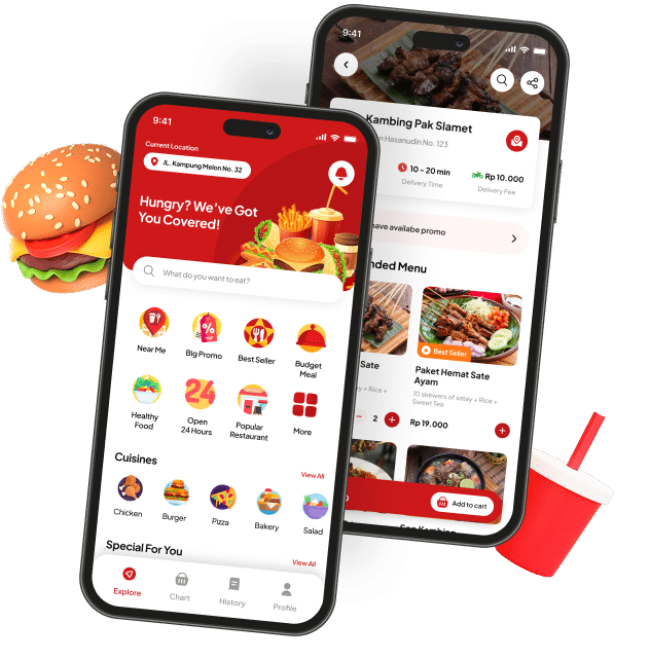 9:41
Current Location
JL. Kampung Melon No. 32
Hungry? We've Got
You Covered!
What do you want to eat?
Near Me
Big Promo
Best Seller
Budget
Meal
Healthy
Food
24
Open
24 Hours
Popular
Restaurant
More
Cuisines
View All
Chicken
Burger
Pizza
Bakery
Salad
Special For You
View All
Explore
Chart
History
Profile
9:41
Kambing Pak Slamet
Hasanudin No. 123
10 - 20 min
Delivery Time
Rp 10.000
Delivery Fee
have availabe promo
nded Menu
Sate
+ Rice +
2
Best Seller
Paket Hemat Sate
Ayam
10 skewers of satay + Rice +
Sweet Tea
Rp 19.000
Add to cart